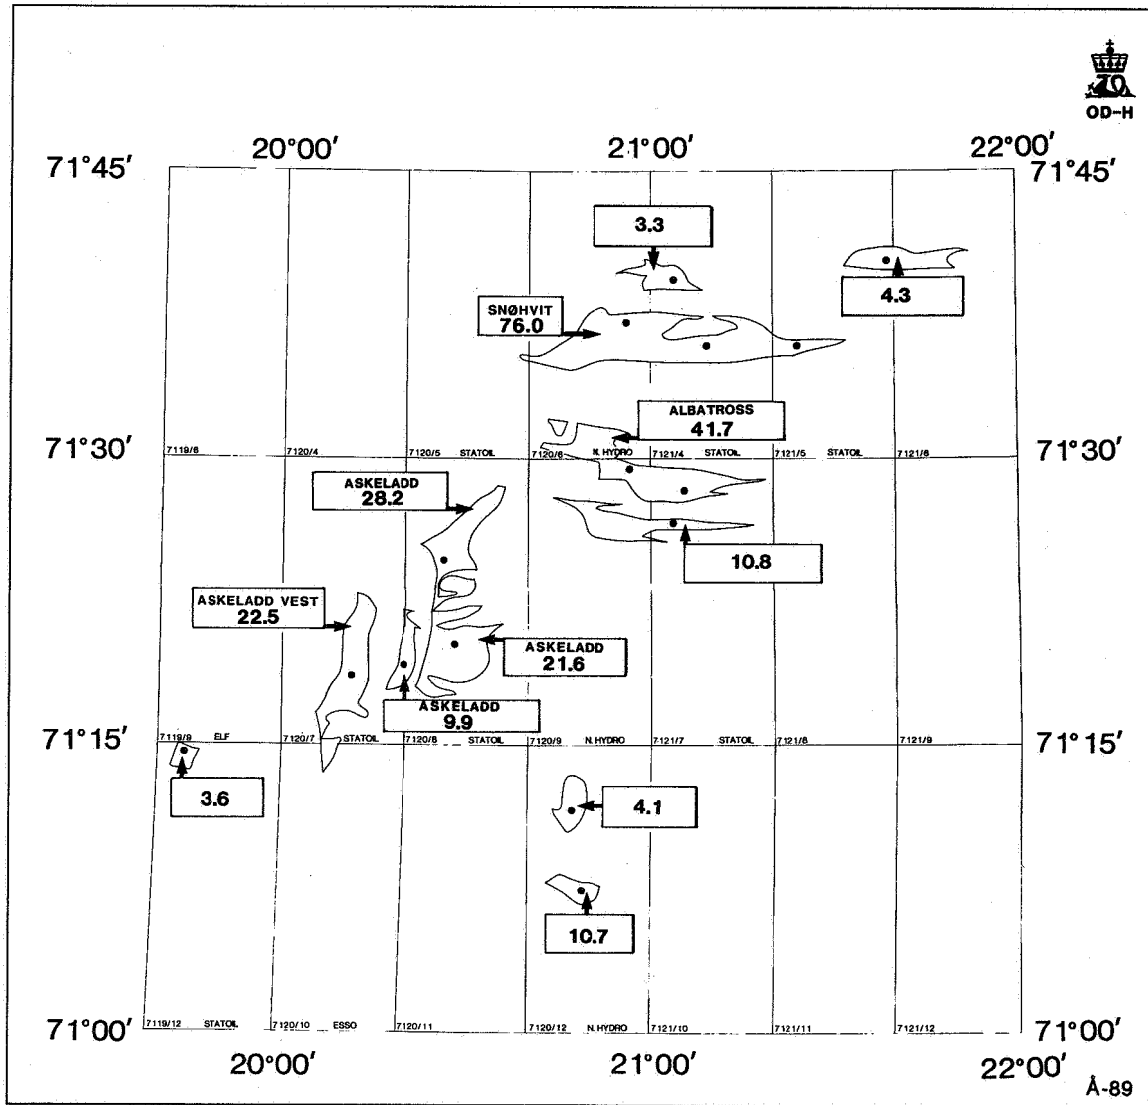 OD-H
20°00′ 21°00′ 22°00′
71°45′ 71°45′
3.3
4.3
SNØHVIT
76.0
ALBATROSS
41.7
71°30′ 71°30′
7119/6 7120/4 7120/5 STATOIL 7120/6 N. HYDRO 7121/4 STATOIL 7121/5 STATOIL 7121/6
ASKELADD
28.2
10.8
ASKELADD VEST
22.5
ASKELADD
21.6
ASKELADD
9.9
71°15′ 71°15′
7119/9 ELF 7120/7 STATOIL 7120/8 STATOIL 7120/9 N. HYDRO 7121/7 STATOIL 7121/8 7121/9
3.6
4.1
10.7
71°00′ 71°00′
7119/12 STATOIL 7120/10 ESSO 7120/11 7120/12 N. HYDRO 7121/10 7121/11 7121/12
20°00′ 21°00′ 22°00′
Å-89